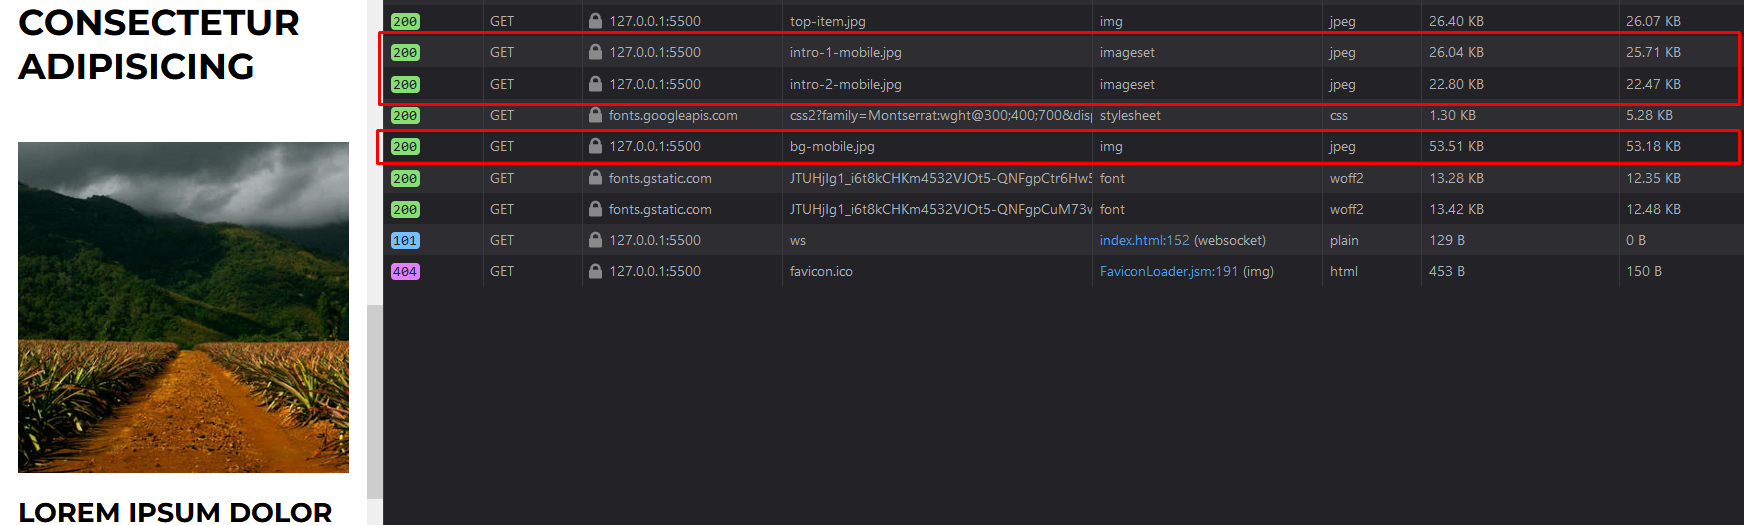 CONSECTETUR
ADIPISICING
LOREM IPSUM DOLOR
200 GET 127.0.0.1:5500 top-item.jpg img jpeg 26.40 KB 26.07 KB
200 GET 127.0.0.1:5500 intro-1-mobile.jpg imageset jpeg 26.04 KB 25.71 KB
200 GET 127.0.0.1:5500 intro-2-mobile.jpg imageset jpeg 22.80 KB 22.47 KB
200 GET fonts.googleapis.com css2?family=Montserrat:wght@300;400;700&disp stylesheet css 1.30 KB 5.28 KB
200 GET 127.0.0.1:5500 bg-mobile.jpg img jpeg 53.51 KB 53.18 KB
200 GET fonts.gstatic.com JTUHjIg1_i6t8kCHKm4532VJOt5-QNFgpCtr6Hw5 font woff2 13.28 KB 12.35 KB
200 GET fonts.gstatic.com JTUHjIg1_i6t8kCHKm4532VJOt5-QNFgpCuM73w font woff2 13.42 KB 12.48 KB
101 GET 127.0.0.1:5500 ws index.html:152 (websocket) plain 129 B 0 B
404 GET 127.0.0.1:5500 favicon.ico FaviconLoader.jsm:191 (img) html 453 B 150 B